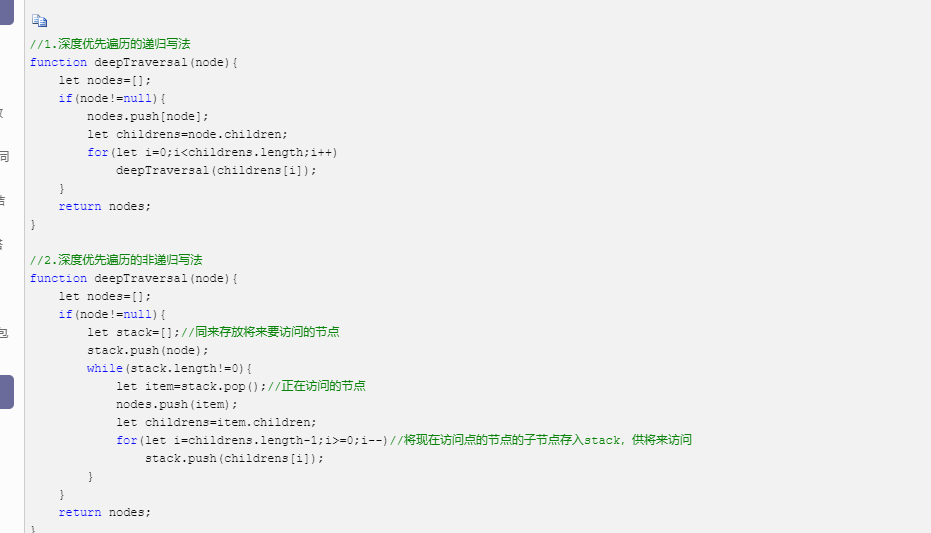 //1.深度优先遍历的递归写法
function deepTraversal(node){
    let nodes=[];
    if(node!=null){
        nodes.push[node];
        let childrens=node.children;
        for(let i=0;i<childrens.length;i++)
            deepTraversal(childrens[i]);
    }
    return nodes;
}
//2.深度优先遍历的非递归写法
function deepTraversal(node){
    let nodes=[];
    if(node!=null){
        let stack=[];//同来存放将来要访问的节点
        stack.push(node);
        while(stack.length!=0){
            let item=stack.pop();//正在访问的节点
            nodes.push(item);
            let childrens=item.children;
            for(let i=childrens.length-1;i>=0;i--)//将现在访问点的节点的子节点存入stack，供将来访问
                stack.push(childrens[i]);
        }
    }
    return nodes;
}
同
包